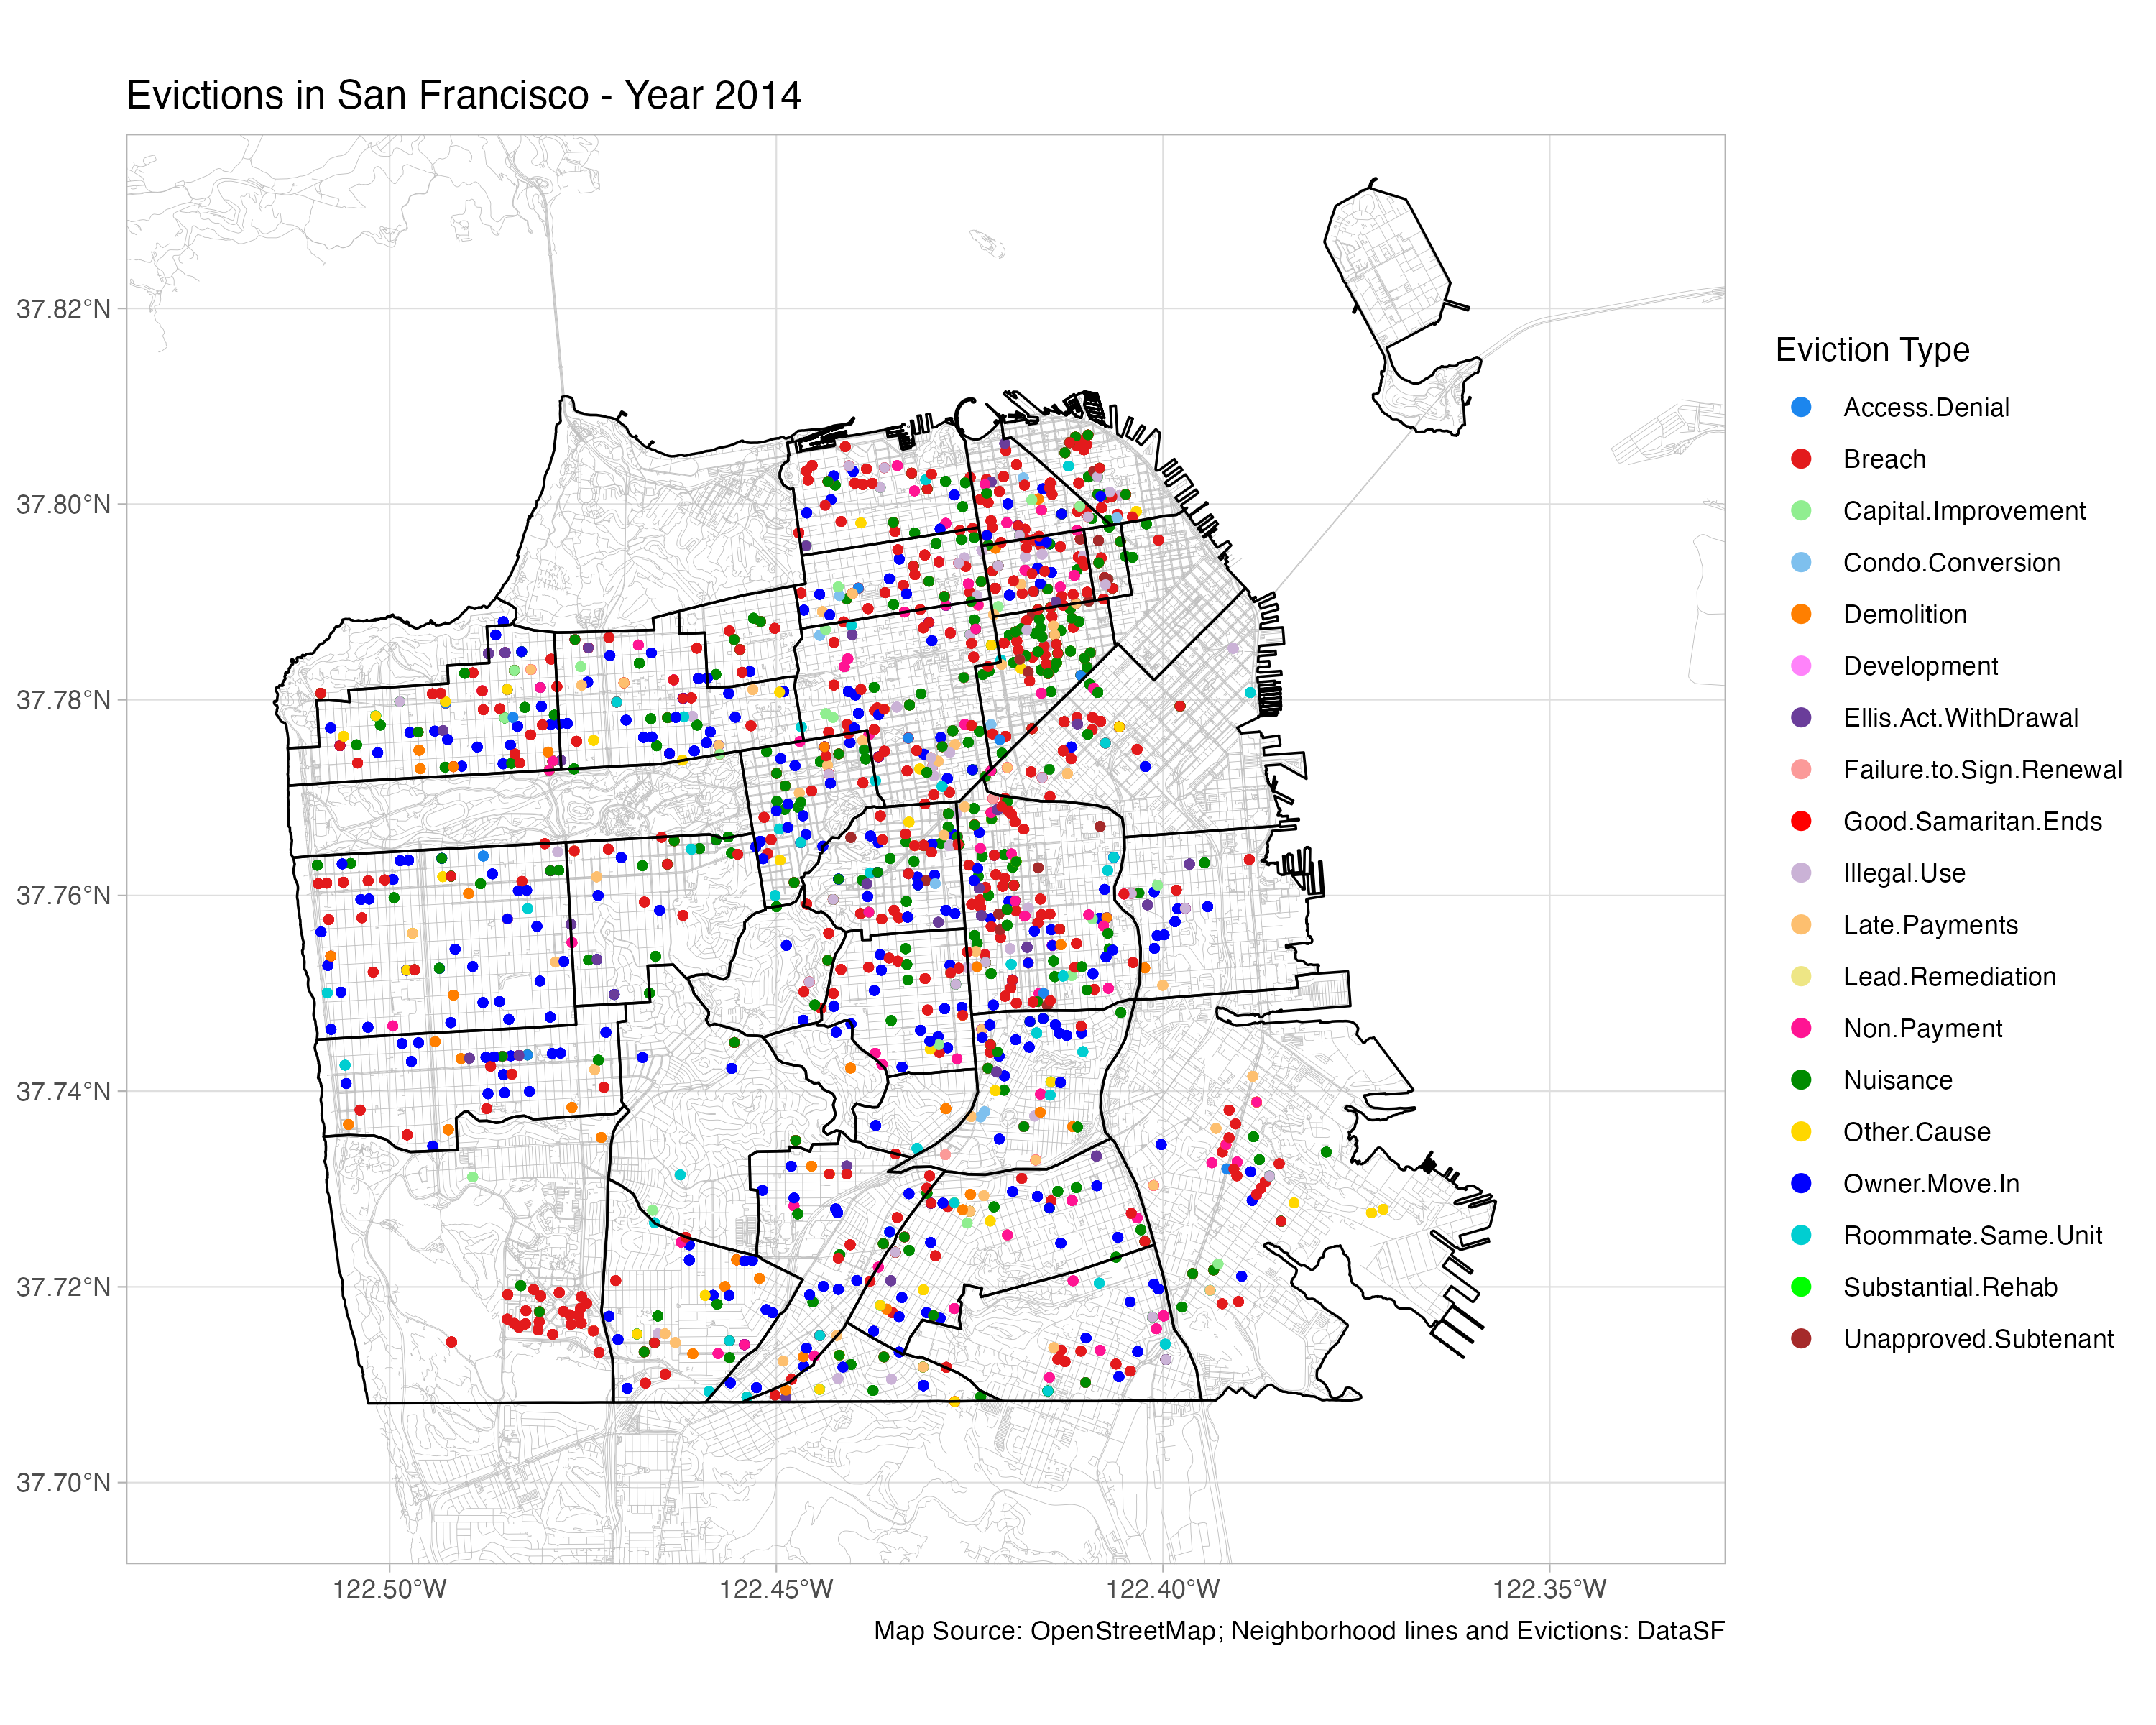 Evictions in San Francisco - Year 2014
37.82°N
37.80°N
37.78°N
37.76°N
37.74°N
37.72°N
37.70°N
122.50°W
122.45°W
122.40°W
122.35°W
Eviction Type
Access.Denial
Breach
Capital.Improvement
Condo.Conversion
Demolition
Development
Ellis.Act.WithDrawal
Failure.to.Sign.Renewal
Good.Samaritan.Ends
Illegal.Use
Late.Payments
Lead.Remediation
Non.Payment
Nuisance
Other.Cause
Owner.Move.In
Roommate.Same.Unit
Substantial.Rehab
Unapproved.Subtenant
Map Source: OpenStreetMap; Neighborhood lines and Evictions: DataSF